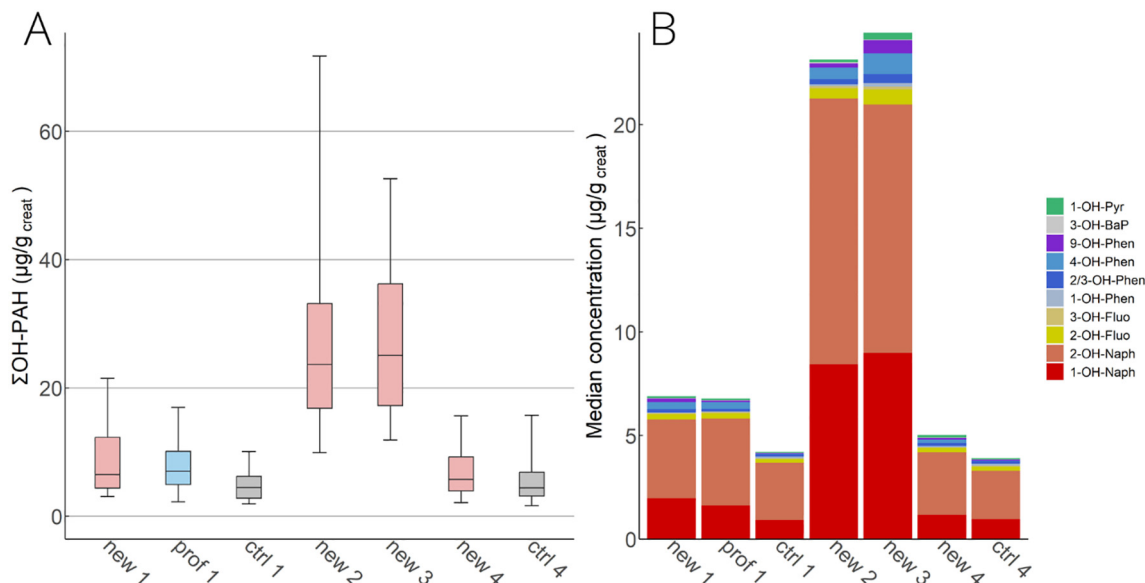 A
ΣOH-PAH (µg/g creat)
60
40
20
0
new 1
prof 1
ctrl 1
new 2
new 3
new 4
ctrl 4
B
Median concentration (µg/g creat)
20
15
10
5
0
new 1
prof 1
ctrl 1
new 2
new 3
new 4
ctrl 4
1-OH-Pyr
3-OH-BaP
9-OH-Phen
4-OH-Phen
2/3-OH-Phen
1-OH-Phen
3-OH-Fluo
2-OH-Fluo
2-OH-Naph
1-OH-Naph